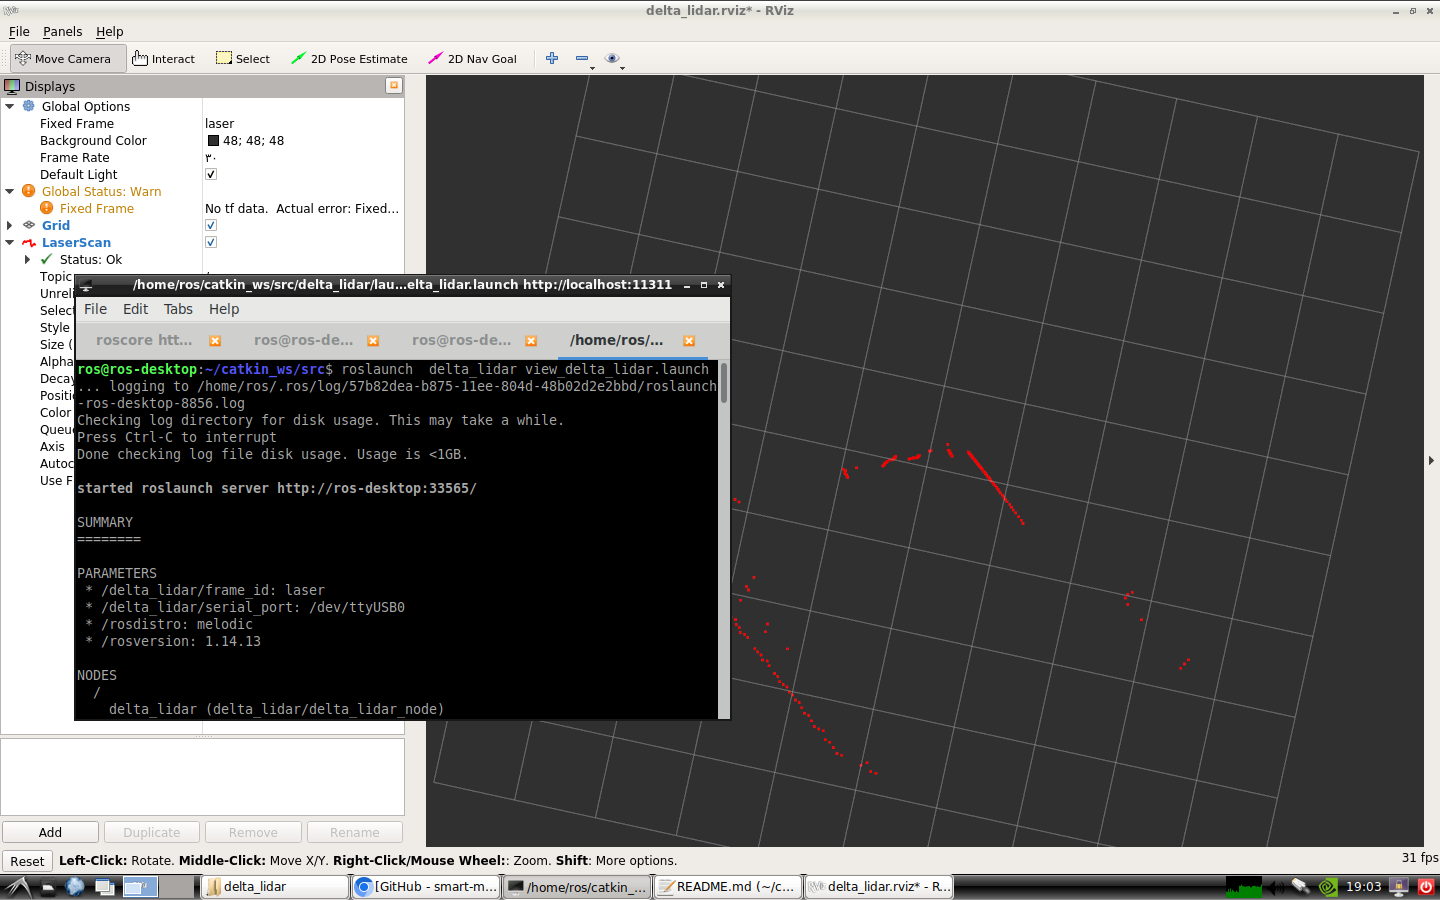 delta_lidar.rviz* - RViz
File Panels Help
Move Camera Interact Select 2D Pose Estimate 2D Nav Goal
Displays
Global Options
Fixed Frame laser
Background Color 48; 48; 48
Frame Rate ۳۰
Default Light
Global Status: Warn
Fixed Frame No tf data.  Actual error: Fixed...
Grid
LaserScan
Status: Ok
Topic
Unreli
Select
Style
Size (
Alpha
Decay
Positi
Color
Queu
Axis
Autoc
Use F
/home/ros/catkin_ws/src/delta_lidar/lau...elta_lidar.launch http://localhost:11311
File Edit Tabs Help
roscore htt... ros@ros-de... ros@ros-de... /home/ros/...
ros@ros-desktop:~/catkin_ws/src$ roslaunch  delta_lidar view_delta_lidar.launch
... logging to /home/ros/.ros/log/57b82dea-b875-11ee-804d-48b02d2e2bbd/roslaunch
-ros-desktop-8856.log
Checking log directory for disk usage. This may take a while.
Press Ctrl-C to interrupt
Done checking log file disk usage. Usage is <1GB.
started roslaunch server http://ros-desktop:33565/
SUMMARY
========
PARAMETERS
* /delta_lidar/frame_id: laser
* /delta_lidar/serial_port: /dev/ttyUSB0
* /rosdistro: melodic
* /rosversion: 1.14.13
NODES
/
delta_lidar (delta_lidar/delta_lidar_node)
Add Duplicate Remove Rename
Reset Left-Click: Rotate. Middle-Click: Move X/Y. Right-Click/Mouse Wheel:: Zoom. Shift: More options. 31 fps
delta_lidar [GitHub - smart-m... /home/ros/catkin_... README.md (~/c... delta_lidar.rviz* - R... 19:03